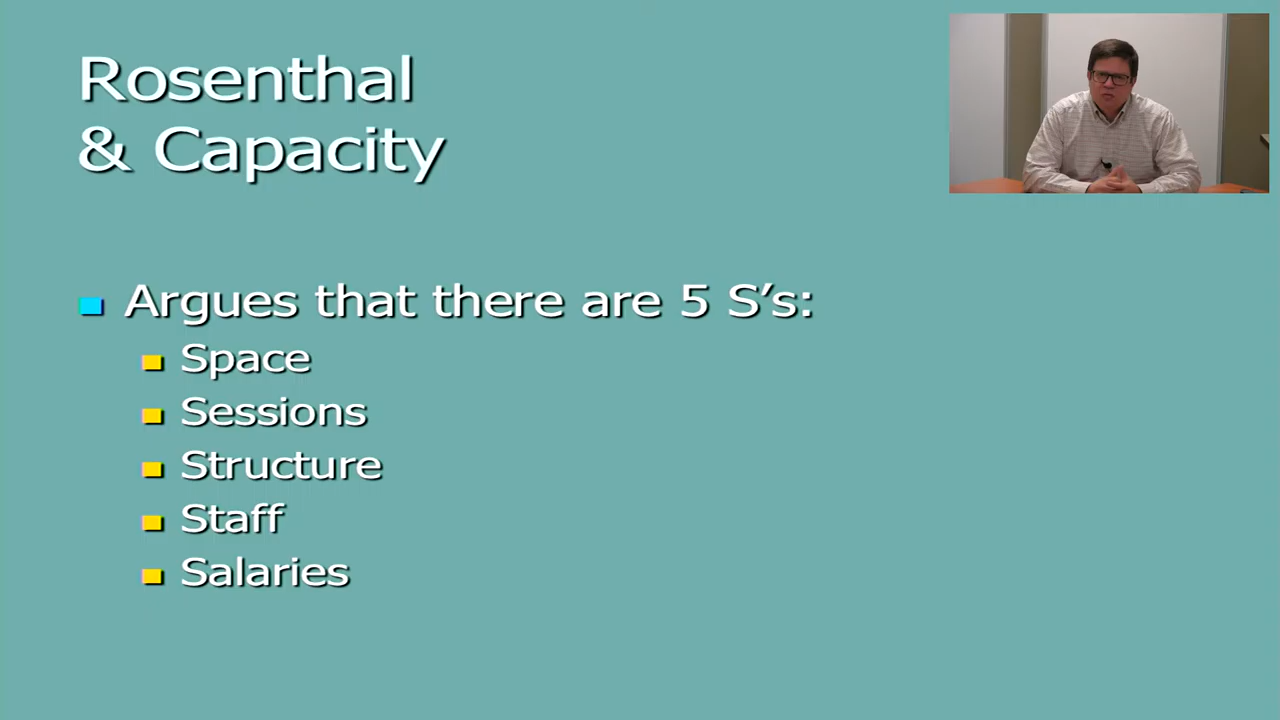 Rosenthal
& Capacity
Argues that there are 5 S’s:
Space
Sessions
Structure
Staff
Salaries